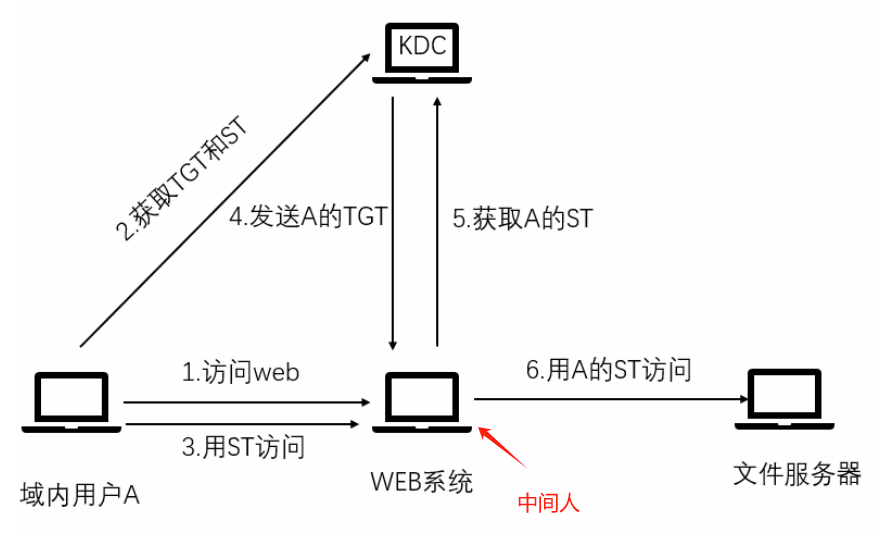 KDC
2.获取TGT和ST
4.发送A的TGT
5.获取A的ST
1.访问web
6.用A的ST访问
3.用ST访问
域内用户A
WEB系统
文件服务器
中间人